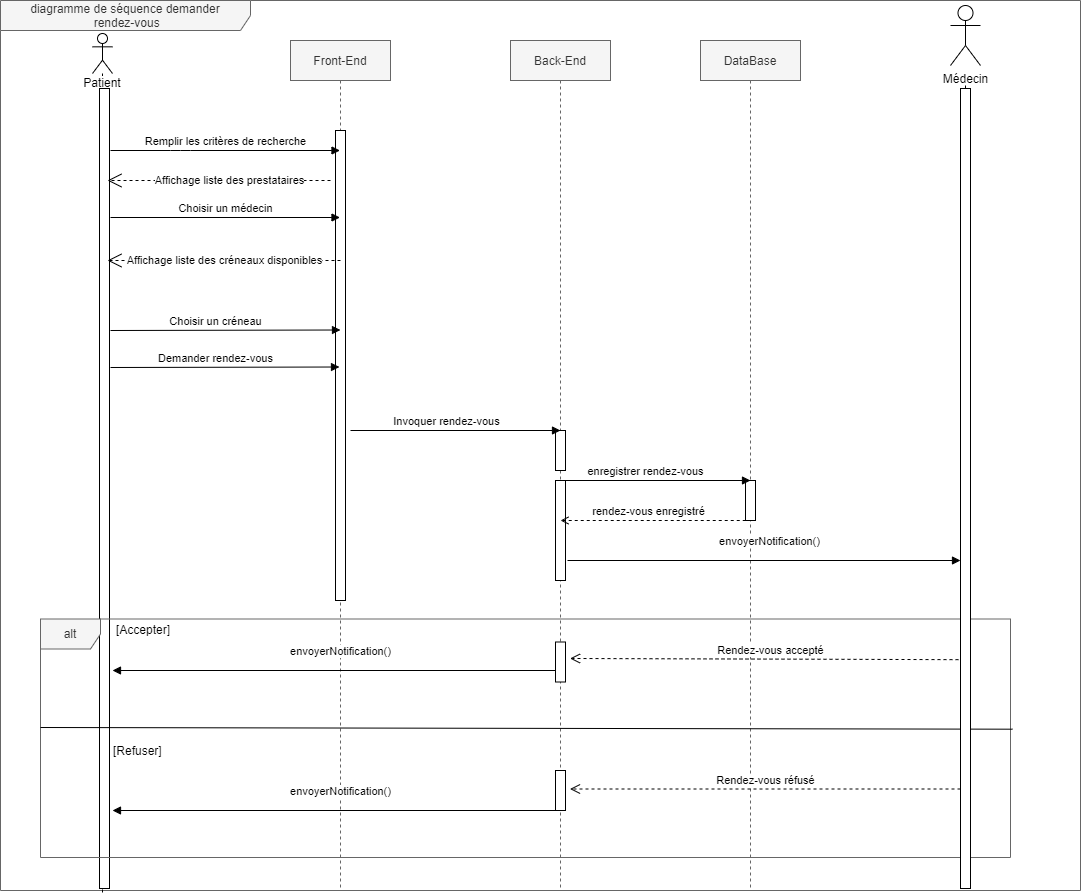 diagramme de séquence demander
rendez-vous
Patient
Front-End
Back-End
DataBase
Médecin
Remplir les critères de recherche
Affichage liste des prestataires
Choisir un médecin
Affichage liste des créneaux disponibles
Choisir un créneau
Demander rendez-vous
Invoquer rendez-vous
enregistrer rendez-vous
rendez-vous enregistré
envoyerNotification()
alt
[Accepter]
Rendez-vous accepté
envoyerNotification()
[Refuser]
Rendez-vous réfusé
envoyerNotification()